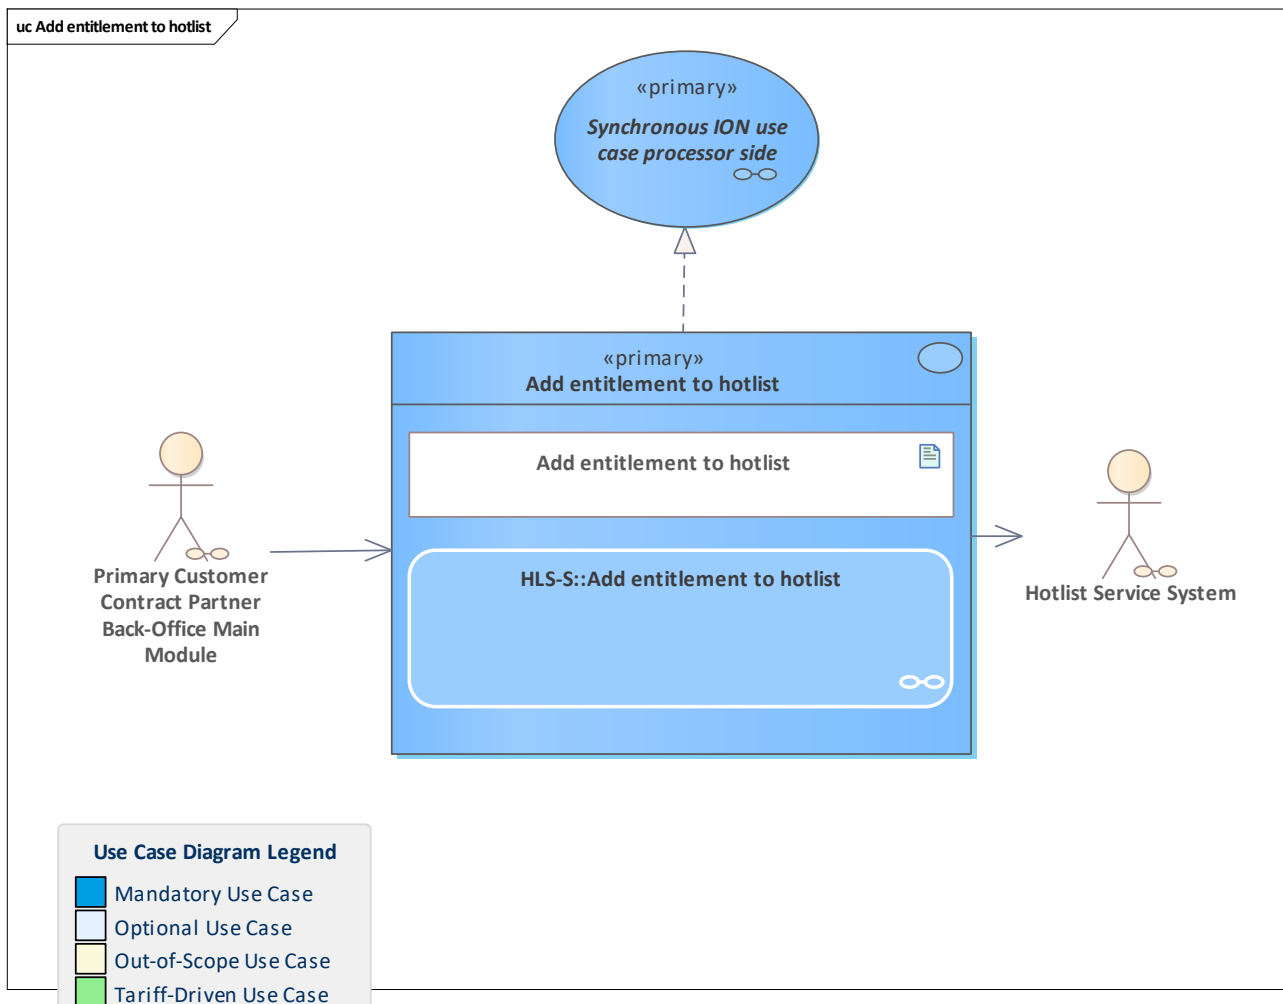 uc Add entitlement to hotlist
«primary»
Synchronous ION use
case processor side
«primary»
Add entitlement to hotlist
Add entitlement to hotlist
HLS-S::Add entitlement to hotlist
Primary Customer
Contract Partner
Back-Office Main
Module
Hotlist Service System
Use Case Diagram Legend
Mandatory Use Case
Optional Use Case
Out-of-Scope Use Case
Tariff-Driven Use Case